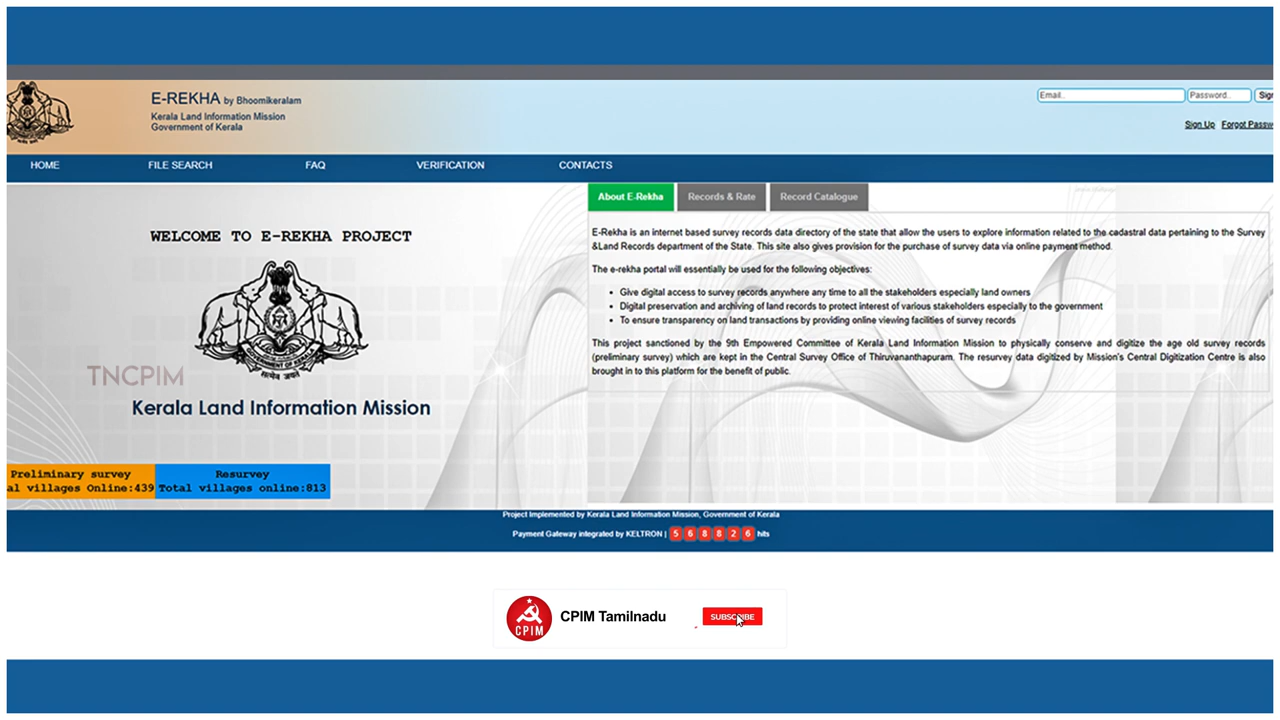 E-REKHA by Bhoomikeralam
Kerala Land Information Mission
Government of Kerala
Email..
Password..
Sign Up
HOME
FILE SEARCH
FAQ
VERIFICATION
CONTACTS
WELCOME TO E-REKHA PROJECT
GOVERNMENT OF KERALA
सत्यमेव जयते
TNCPIM
Kerala Land Information Mission
Preliminary survey
al villages Online:439
Resurvey
Total villages online:813
About E-Rekha
Records & Rate
Record Catalogue
E-Rekha is an internet based survey records data directory of the state that allow the users to explore information related to the cadastral data pertaining to the Survey
&Land Records department of the State. This site also gives provision for the purchase of survey data via online payment method.
The e-rekha portal will essentially be used for the following objectives:
• Give digital access to survey records anywhere any time to all the stakeholders especially land owners
• Digital preservation and archiving of land records to protect interest of various stakeholders especially to the government
• To ensure transparency on land transactions by providing online viewing facilities of survey records
This project sanctioned by the 9th Empowered Committee of Kerala Land Information Mission to physically conserve and digitize the age old survey records
(preliminary survey) which are kept in the Central Survey Office of Thiruvananthapuram. The resurvey data digitized by Mission's Central Digitization Centre is also
brought in to this platform for the benefit of public.
Project Implemented by Kerala Land Information Mission, Government of Kerala
Payment Gateway integrated by KELTRON | 568826 hits
CPIM
CPIM Tamilnadu
SUBSCRIBE